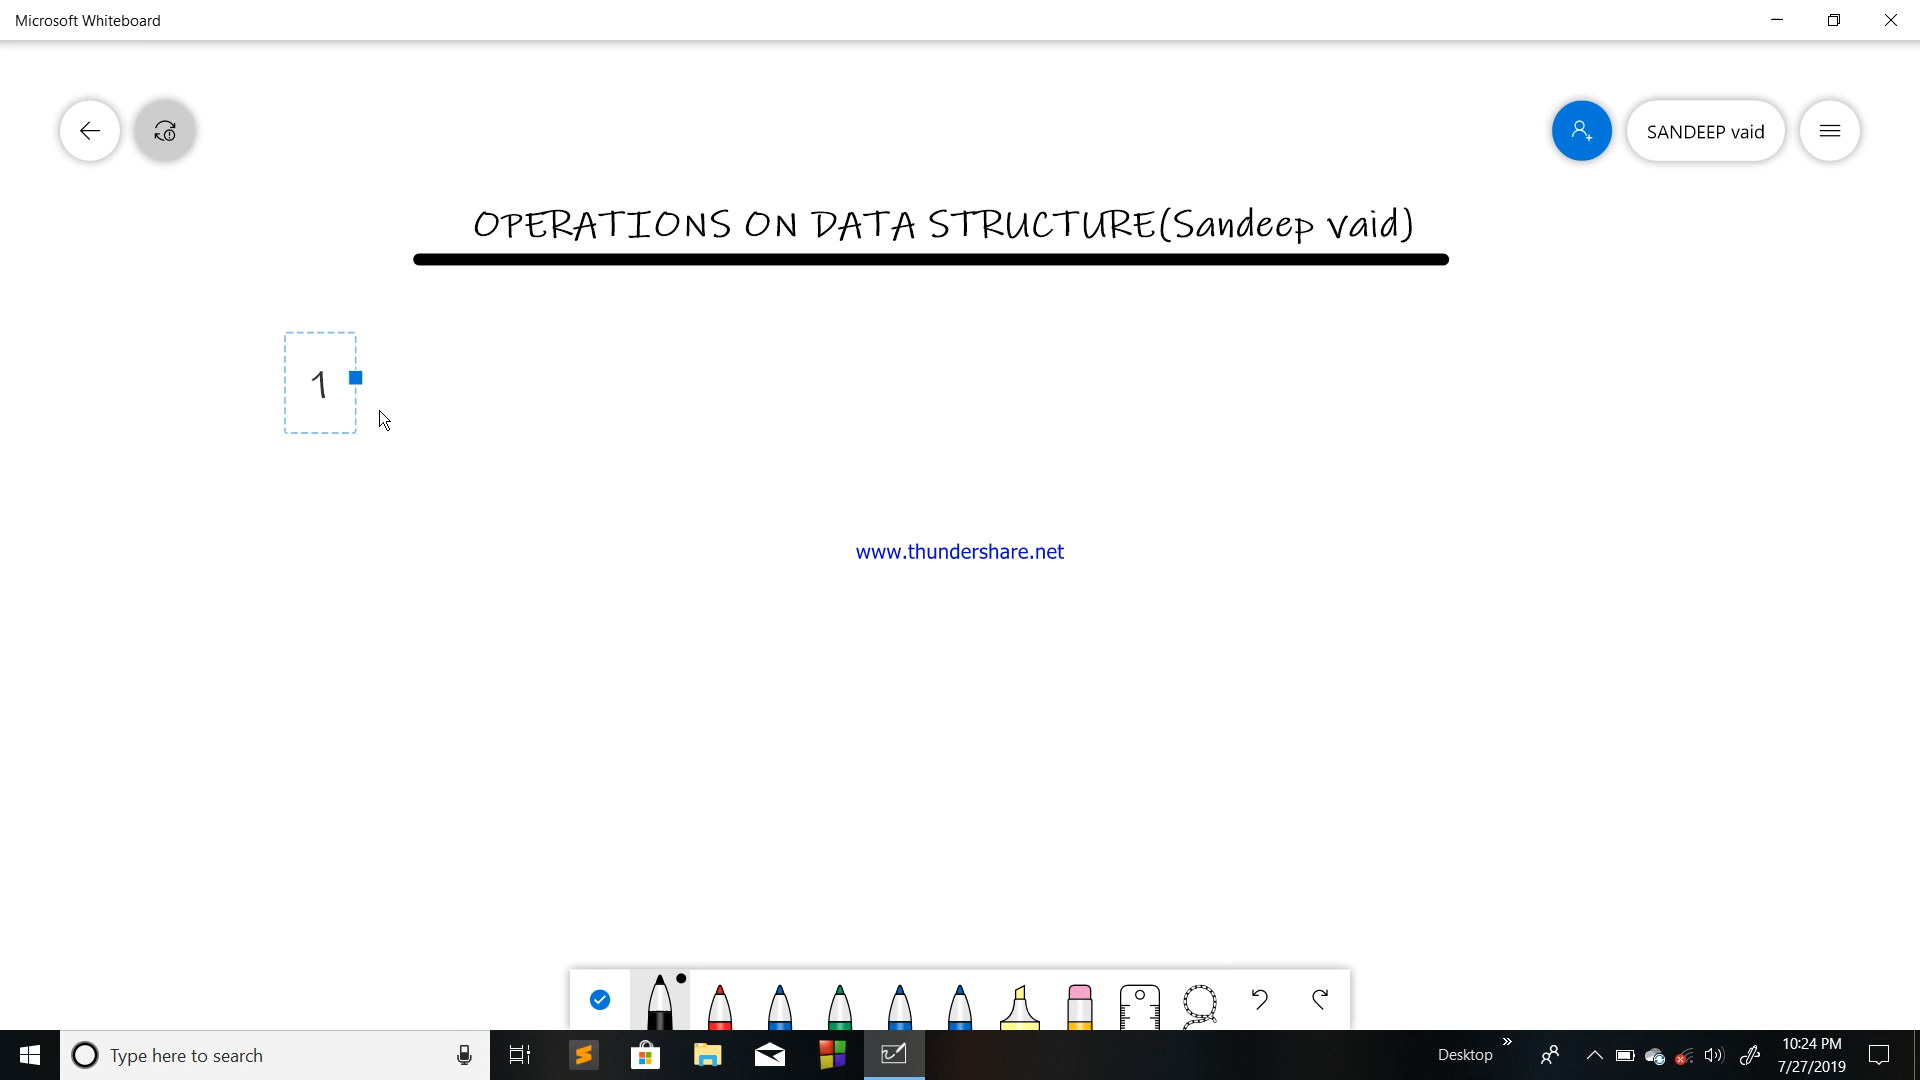 Microsoft Whiteboard
SANDEEP vaid
OPERATIONS ON DATA STRUCTURE(Sandeep vaid)
1
www.thundershare.net
Type here to search
Desktop
10:24 PM
7/27/2019